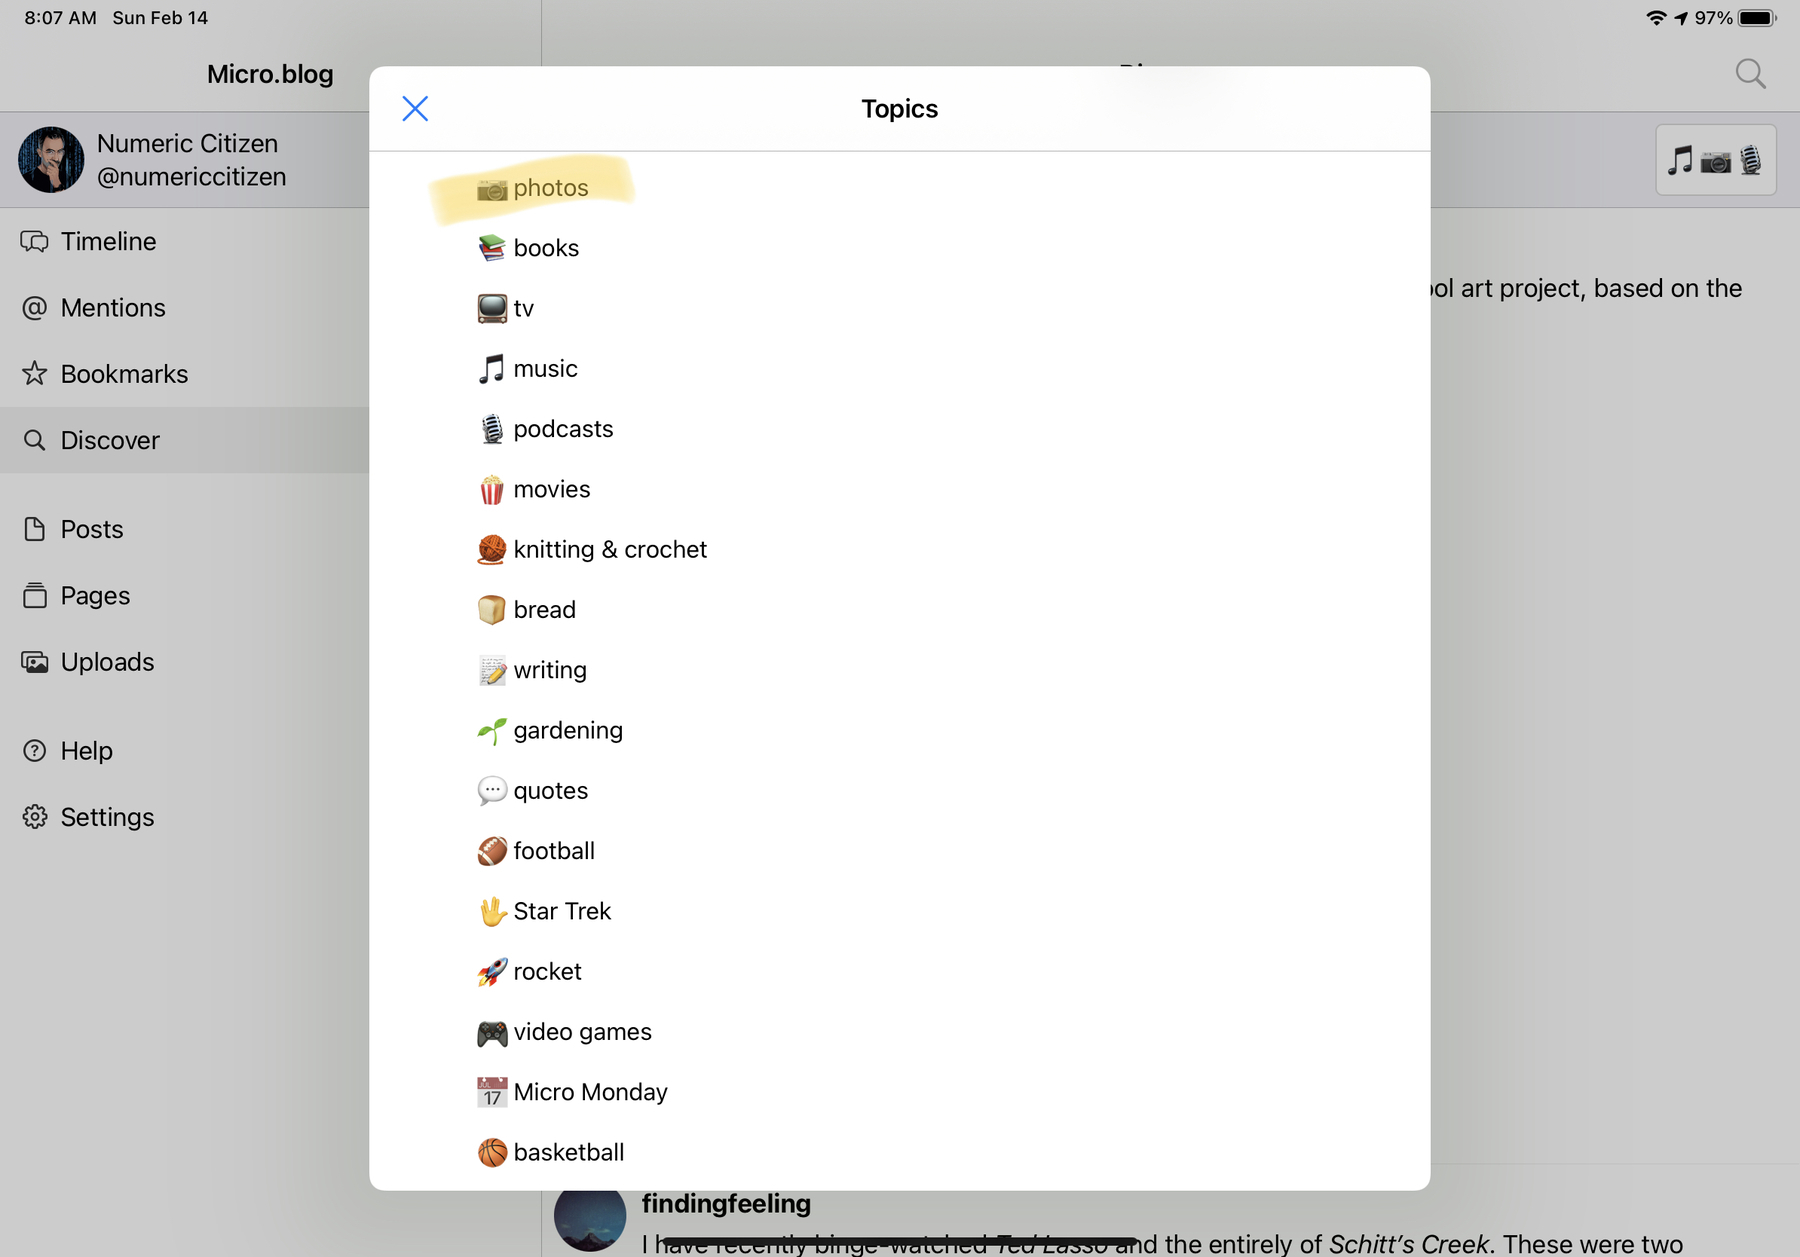 8:07 AM Sun Feb 14
97%
Micro.blog
Topics
Numeric Citizen
@numericcitizen
Timeline
Mentions
Bookmarks
Discover
Posts
Pages
Uploads
Help
Settings
photos
books
tv
music
podcasts
movies
knitting & crochet
bread
writing
gardening
quotes
football
Star Trek
rocket
video games
JUL 17 Micro Monday
basketball
art project, based on the
findingfeeling
I have recently binge-watched Ted Lasso and the entirely of Schitt’s Creek. These were two